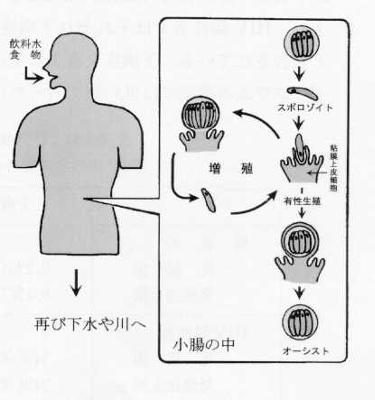 飲料水
食物
スポロゾイト
粘膜上皮細胞
増殖
有性生殖
再び下水や川へ
小腸の中
オーシスト